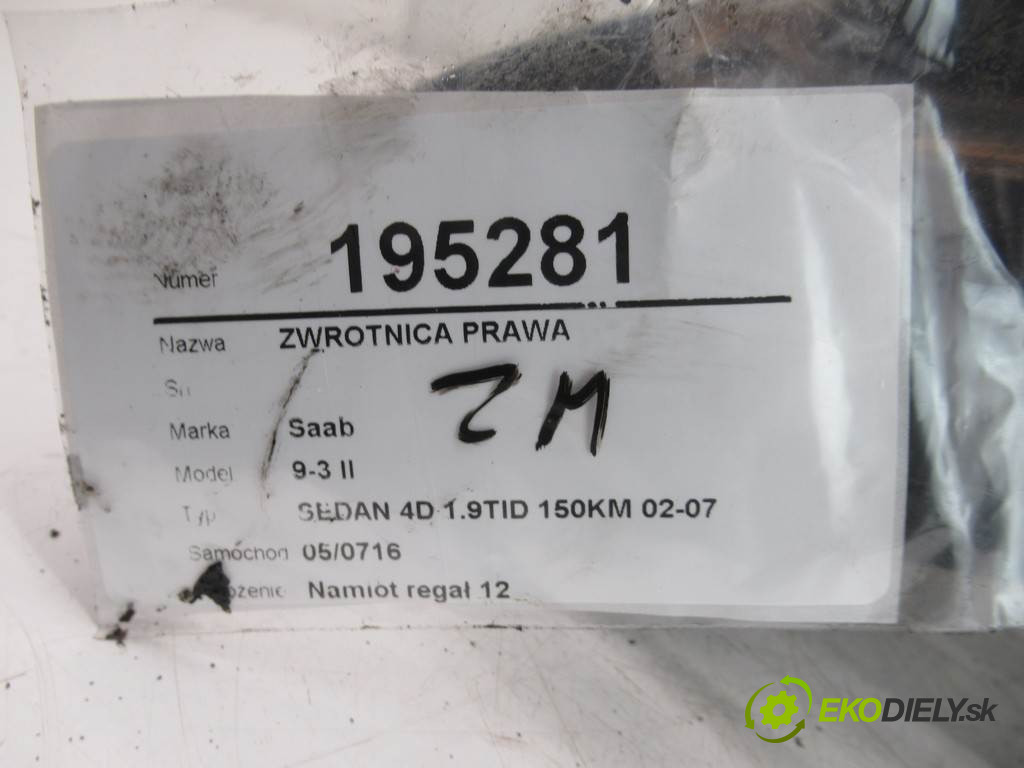 Numer 195281
Nazwa ZWROTNICA PRAWA
Marka Saab
Model 9-3 II
Typ SEDAN 4D 1.9TID 150KM 02-07
Samochod 05/0716
Namiot regał 12
EKODIELY.sk